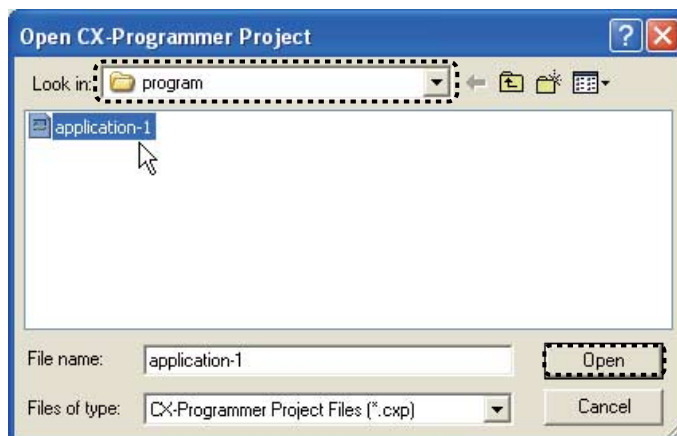 Open CX-Programmer Project
Look in: program
application-1
File name: application-1
Open
Files of type: CX-Programmer Project Files (*.cxp)
Cancel